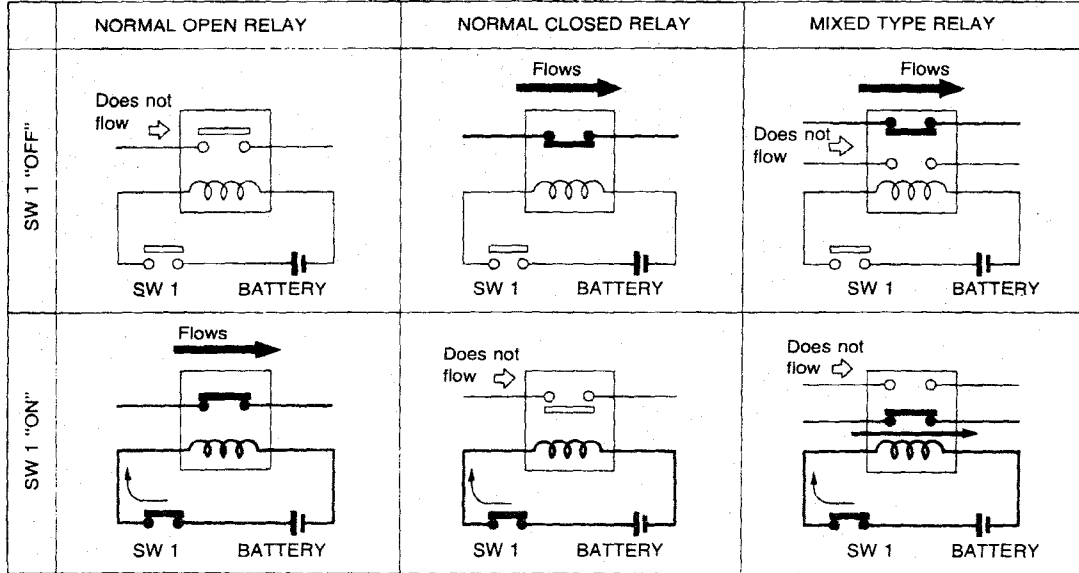 NORMAL OPEN RELAY
NORMAL CLOSED RELAY
MIXED TYPE RELAY
SW 1 "OFF"
Does not
flow
SW 1
BATTERY
Flows
SW 1
BATTERY
Flows
Does not
flow
SW 1
BATTERY
SW 1 "ON"
Flows
SW 1
BATTERY
Does not
flow
SW 1
BATTERY
Does not
flow
SW 1
BATTERY